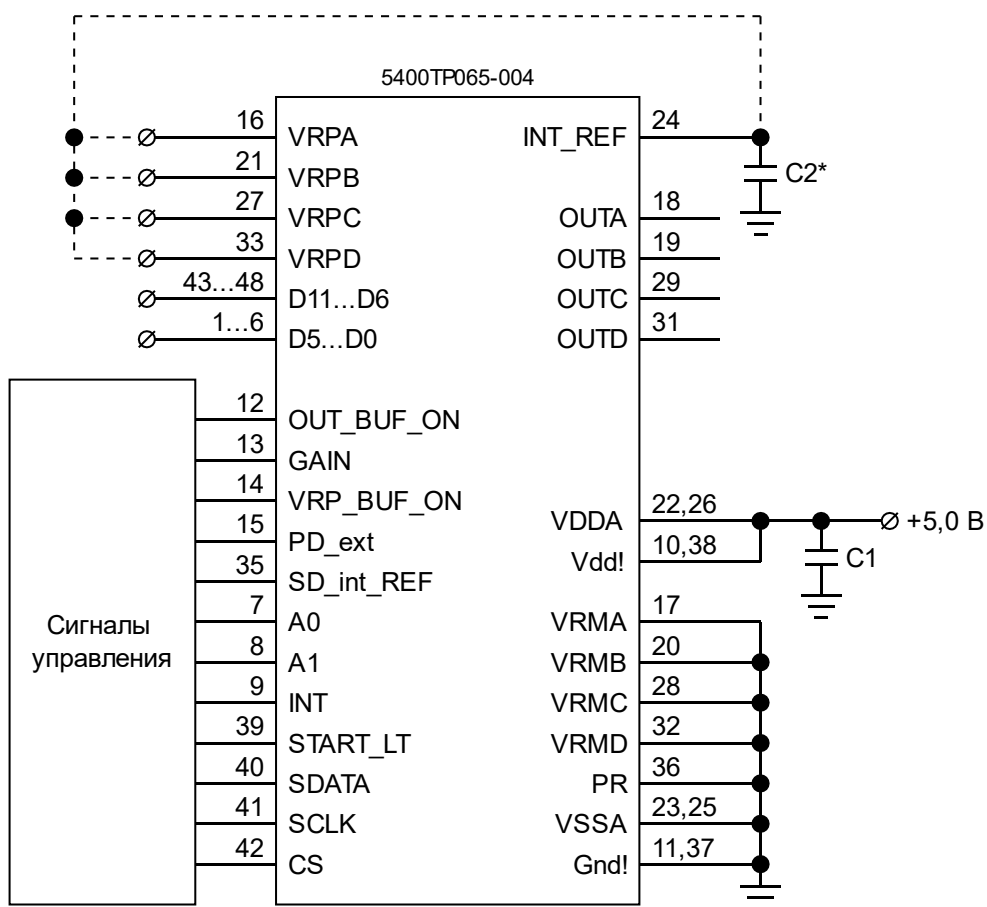 5400ТР065-004
16 VRPA INT_REF 24
21 VRPB C2*
27 VRPC OUTA 18
33 VRPD OUTB 19
43...48 D11...D6 OUTC 29
1...6 D5...D0 OUTD 31
12 OUT_BUF_ON
13 GAIN
14 VRP_BUF_ON VDDA 22,26 +5,0 В
15 PD_ext Vdd! 10,38 C1
35 SD_int_REF
7 A0 VRMA 17
Сигналы
управления
8 A1 VRMB 20
9 INT VRMC 28
39 START_LT VRMD 32
40 SDATA PR 36
41 SCLK VSSA 23,25
42 CS Gnd! 11,37